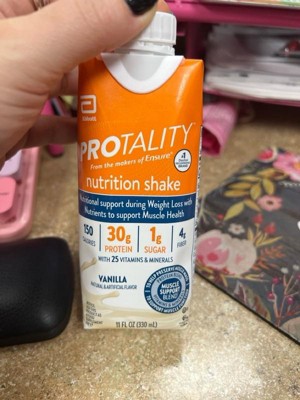 Abbott
PROTALITY
From the makers of Ensure
nutrition shake
Nutritional support during Weight Loss with
Nutrients to support Muscle Health
150 CALORIES
30g PROTEIN
1g SUGAR
4g FIBER
WITH 25 VITAMINS & MINERALS
VANILLA
NATURAL & ARTIFICIAL FLAVOR
MUSCLE
SUPPORT
BLEND
11 FL OZ (330 mL)